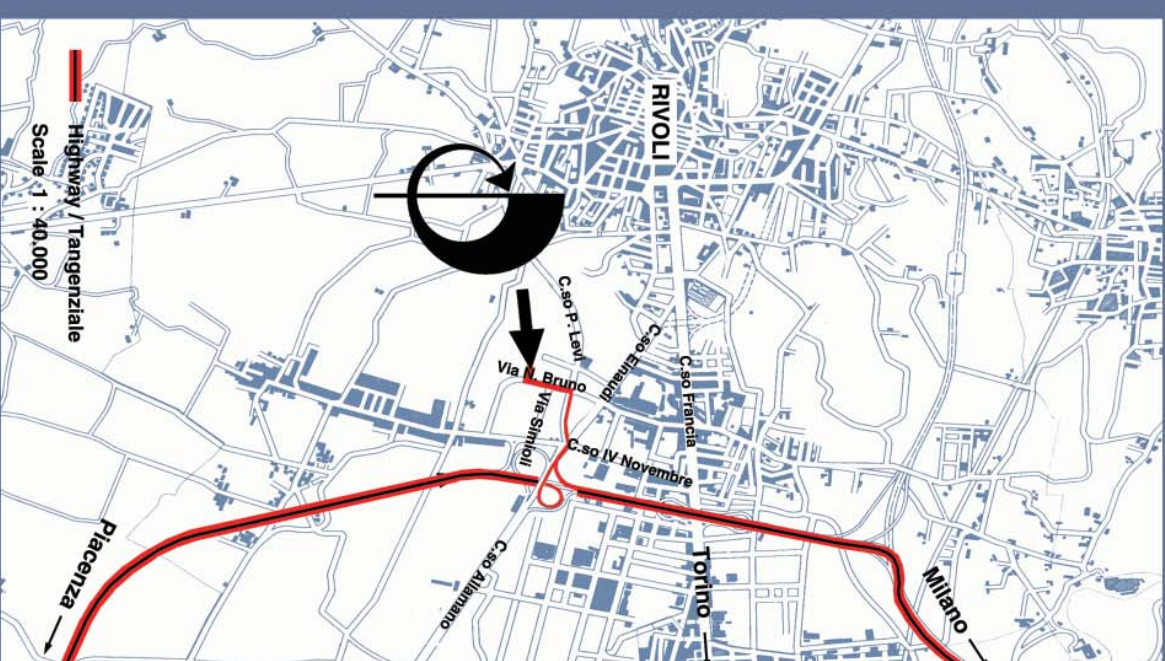 RIVOLI
Highway / Tangenziale
Scale 1 : 40.000
C.so P. Levi
C.so Einaudi
C.so Francia
Via N. Bruno
Via Simioli
C.so IV Novembre
C.so Allamano
Piacenza
Torino
Milano